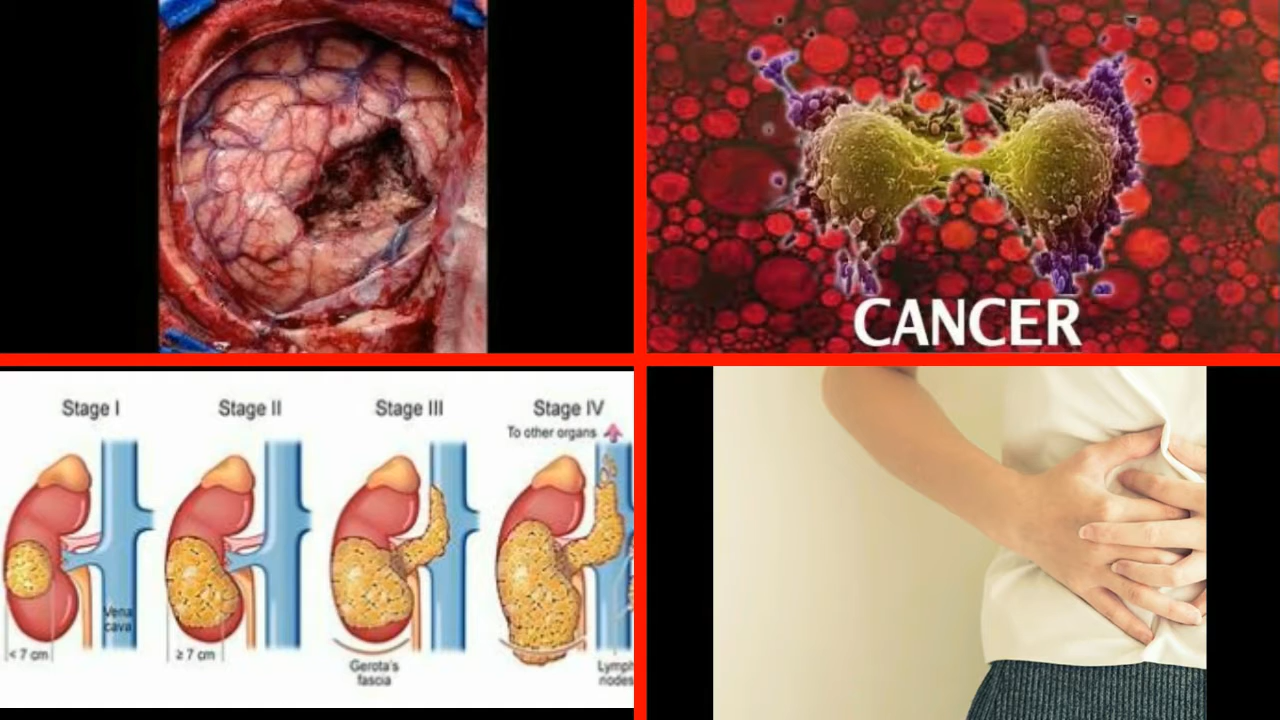 CANCER
Stage I
Stage II
Stage III
Stage IV
To other organs
Vena
cava
< 7 cm
≥ 7 cm
Gerota's
fascia
Lymph
nodes